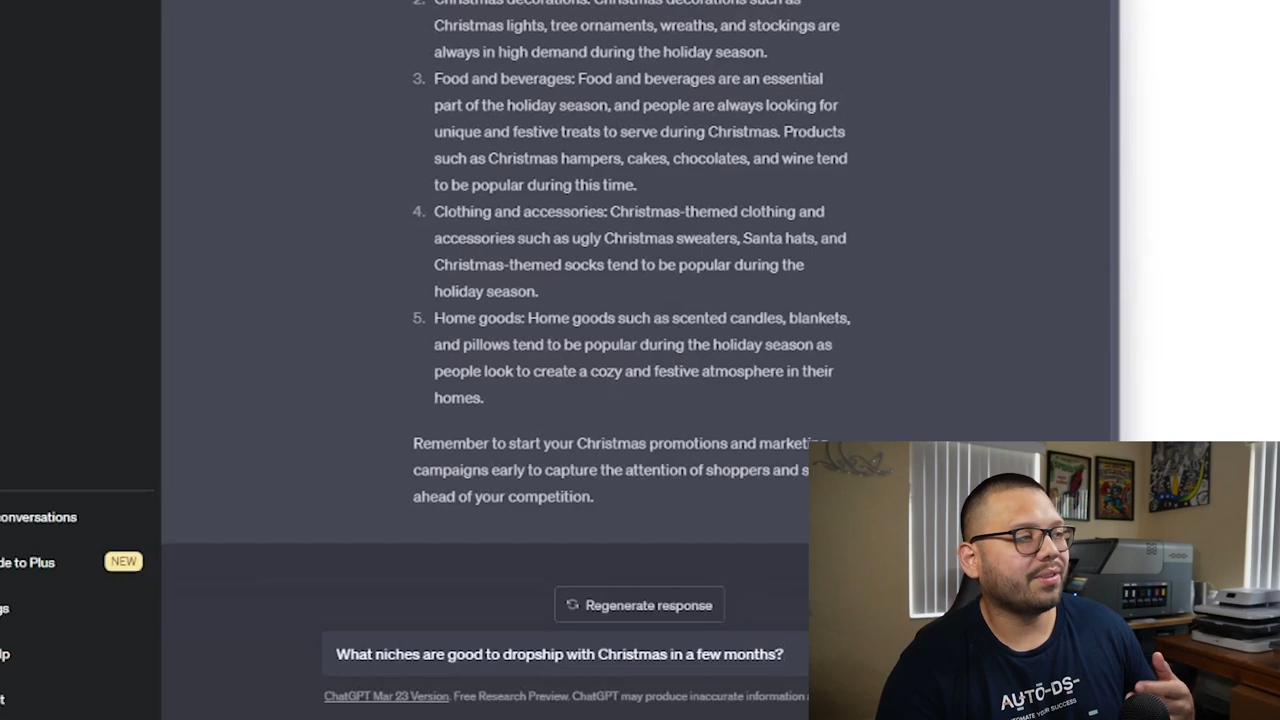 2. Christmas decorations: Christmas decorations such as
Christmas lights, tree ornaments, wreaths, and stockings are
always in high demand during the holiday season.
3. Food and beverages: Food and beverages are an essential
part of the holiday season, and people are always looking for
unique and festive treats to serve during Christmas. Products
such as Christmas hampers, cakes, chocolates, and wine tend
to be popular during this time.
4. Clothing and accessories: Christmas-themed clothing and
accessories such as ugly Christmas sweaters, Santa hats, and
Christmas-themed socks tend to be popular during the
holiday season.
5. Home goods: Home goods such as scented candles, blankets,
and pillows tend to be popular during the holiday season as
people look to create a cozy and festive atmosphere in their
homes.
Remember to start your Christmas promotions and marketing
campaigns early to capture the attention of shoppers and s
ahead of your competition.
onversations
de to Plus
NEW
gs
lp
t
Regenerate response
What niches are good to dropship with Christmas in a few months?
ChatGPT Mar 23 Version. Free Research Preview. ChatGPT may produce inaccurate information
AUTO-DS
AUTOMATE YOUR SUCCESS